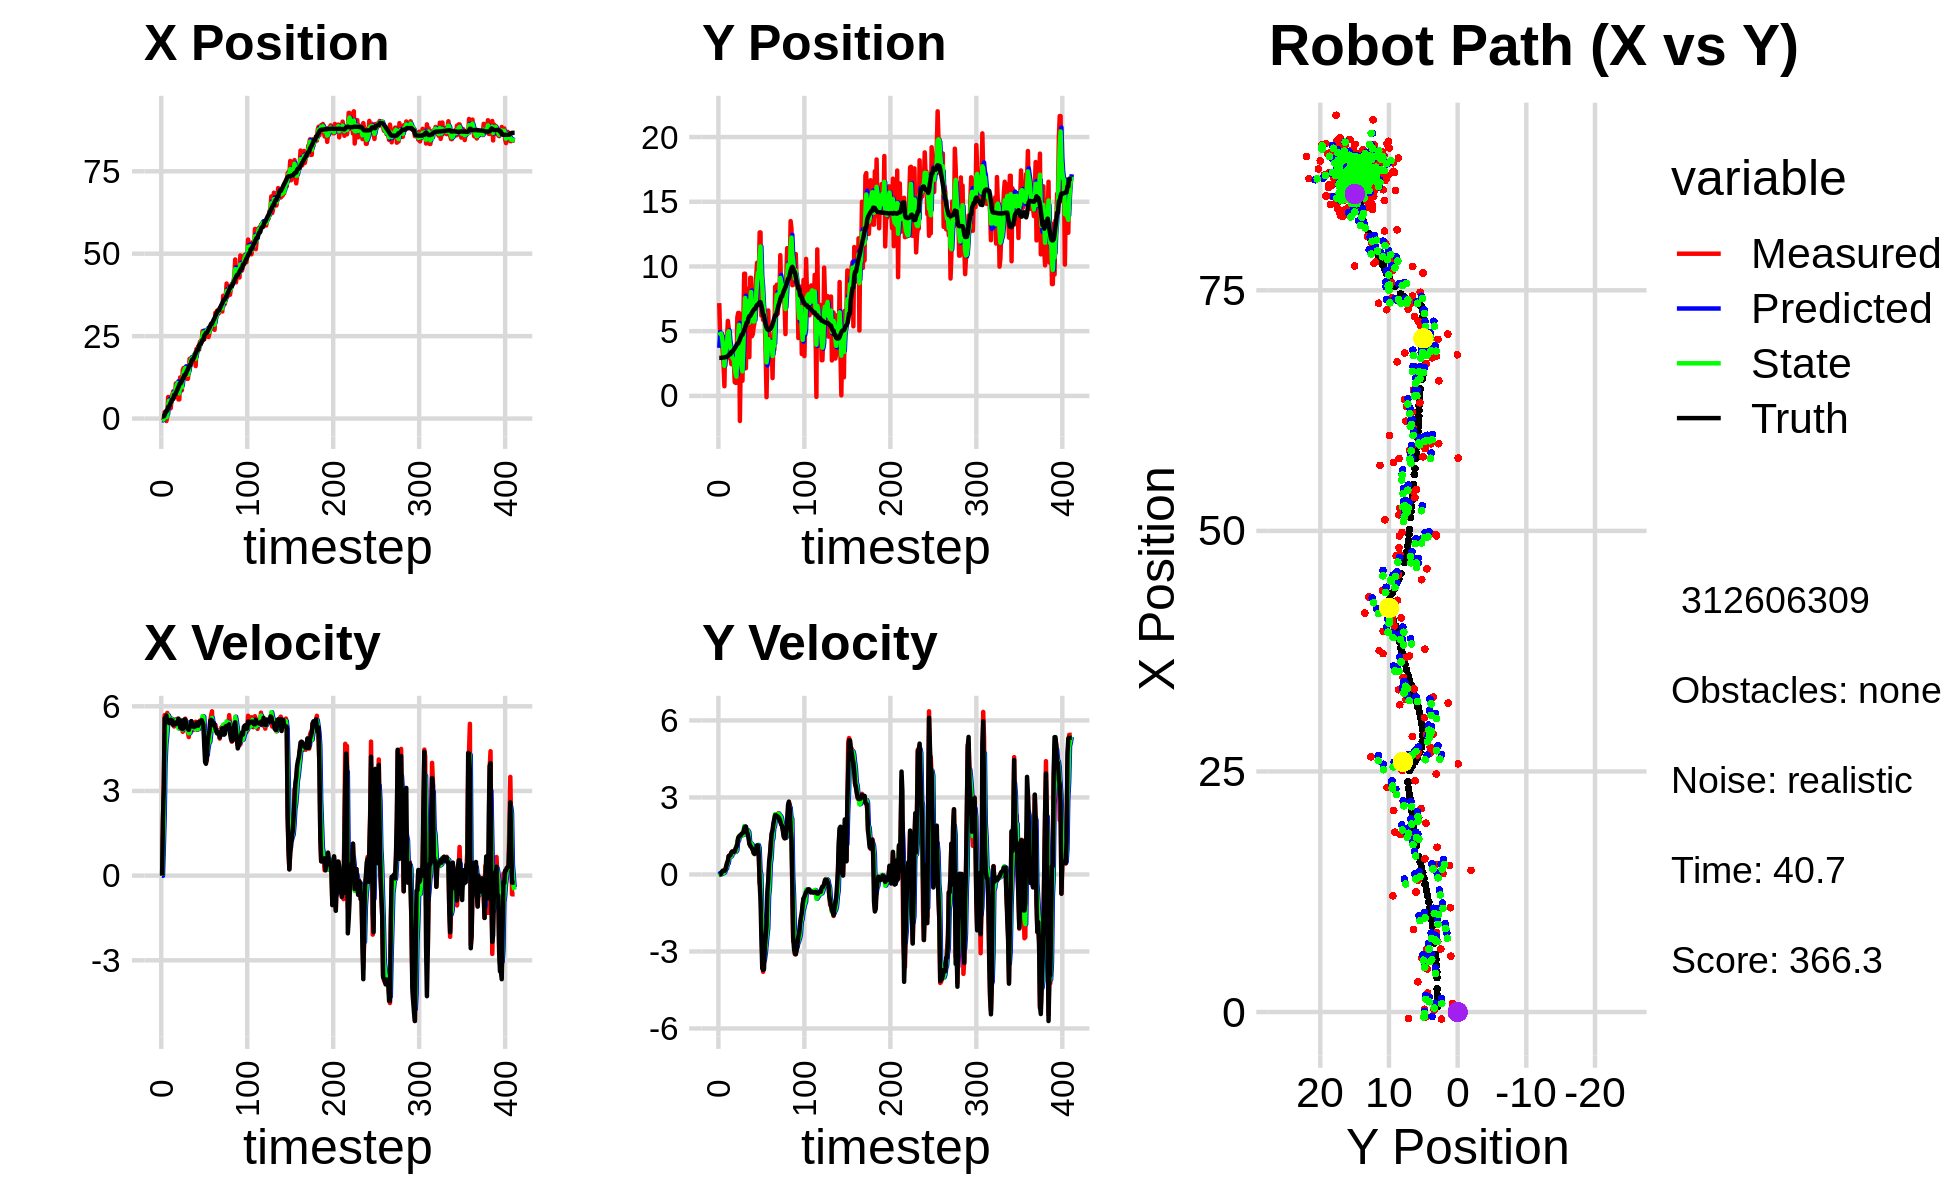 X Position
75
50
25
0
0
100
200
300
400
timestep
Y Position
20
15
10
5
0
0
100
200
300
400
timestep
X Velocity
6
3
0
-3
0
100
200
300
400
timestep
Y Velocity
6
3
0
-3
-6
0
100
200
300
400
timestep
Robot Path (X vs Y)
X Position
75
50
25
0
20 10 0 -10 -20
Y Position
variable
Measured
Predicted
State
Truth
312606309
Obstacles: none
Noise: realistic
Time: 40.7
Score: 366.3